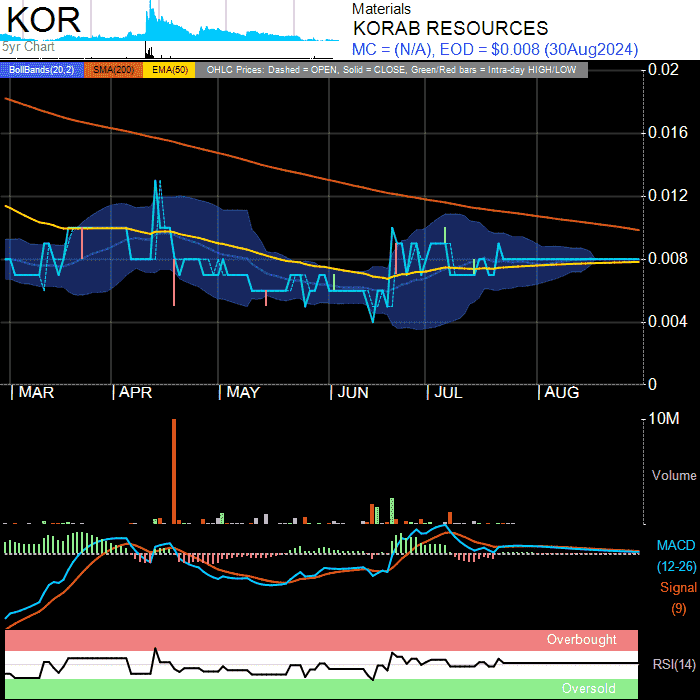 KOR
Materials
KORAB RESOURCES
5yr Chart
MC = (N/A), EOD = $0.008 (30Aug2024)
BollBands(20,2) SMA(200) EMA(50) OHLC Prices: Dashed = OPEN, Solid = CLOSE, Green/Red bars = Intra-day HIGH/LOW
0.02
0.016
0.012
0.008
0.004
0
MAR APR MAY JUN JUL AUG
10M
Volume
MACD
(12-26)
Signal
(9)
Overbought
RSI(14)
Oversold